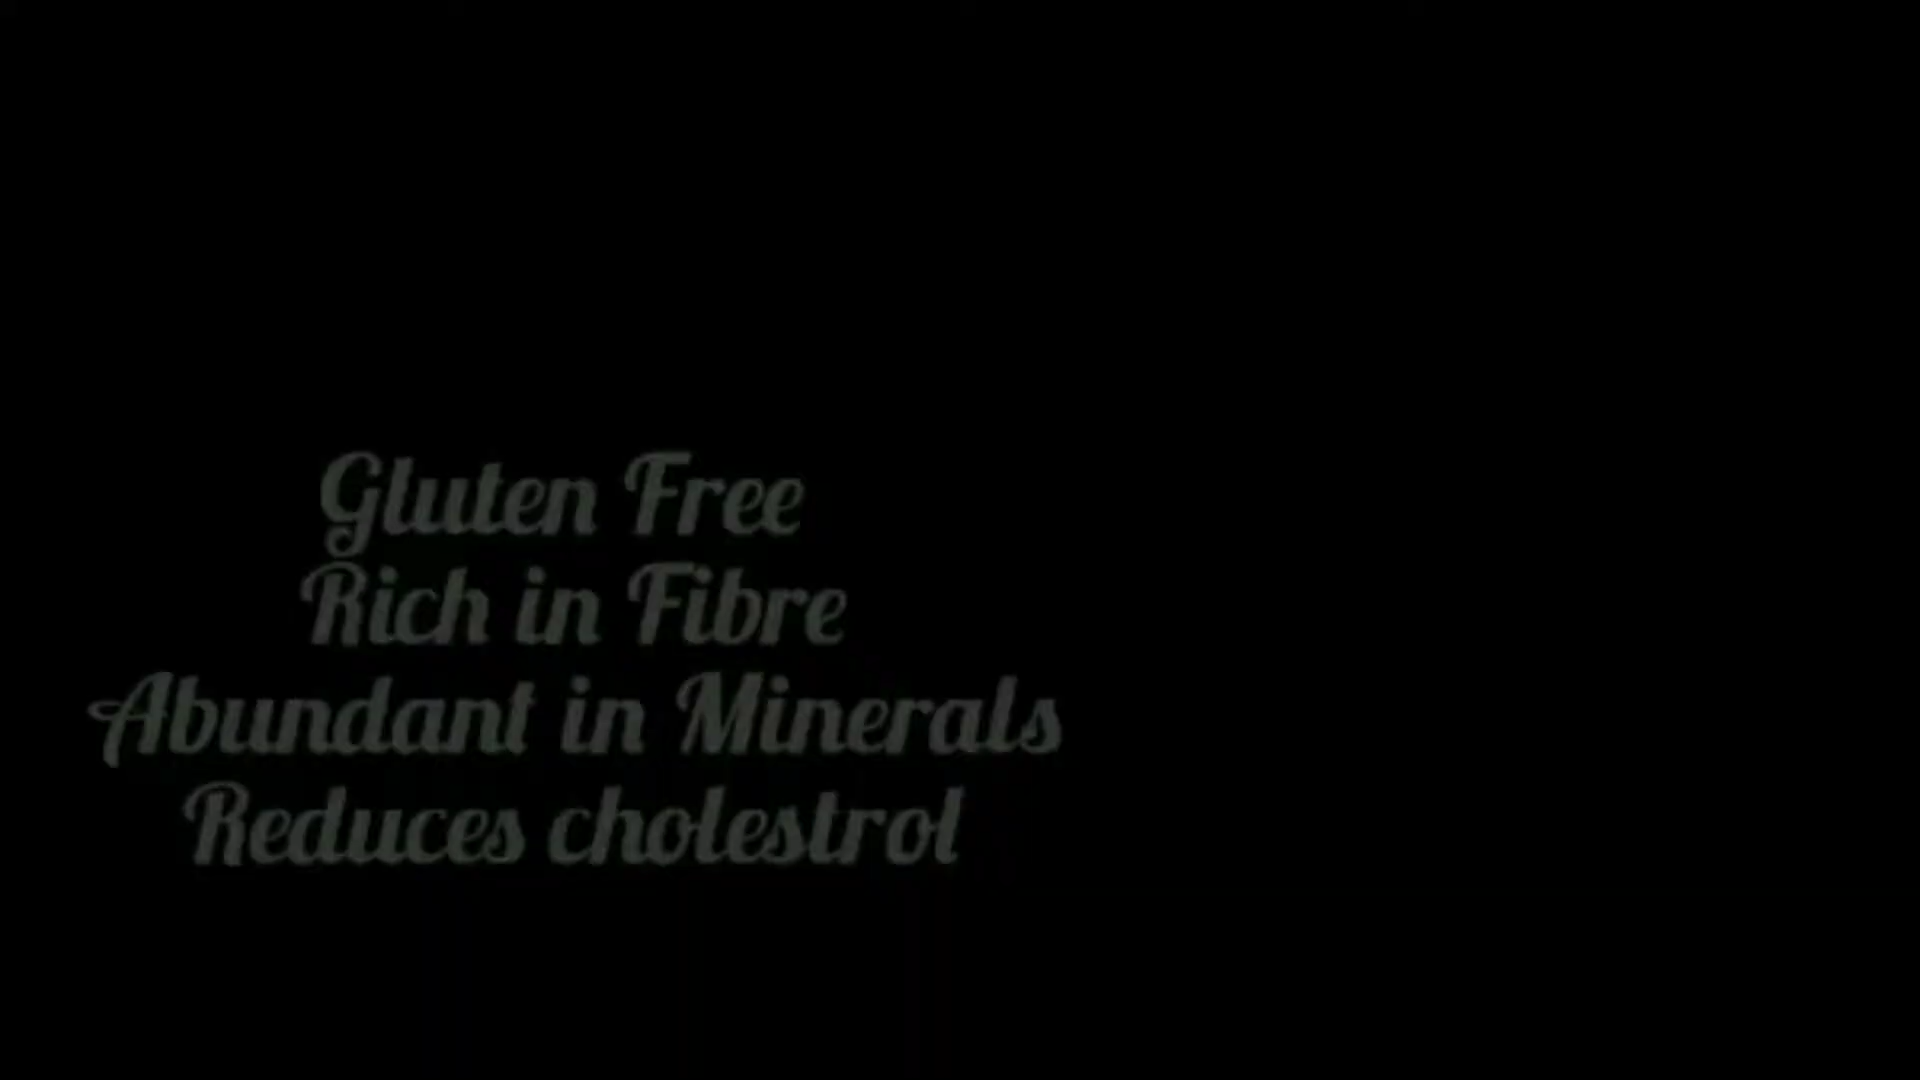 Gluten Free
Rich in Fibre
Abundant in Minerals
Reduces cholestrol